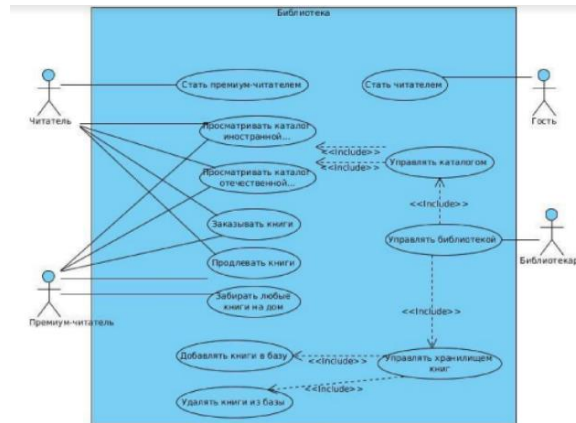 Библиотека
Стать премиум-читателем
Стать читателем
Читатель
Гость
Просматривать каталог
иностранной...
<<Include>>
<<Include>>
Управлять каталогом
Просматривать каталог
отечественной...
<<Include>>
Заказывать книги
Управлять библиотекой
Библиотекар
Продлевать книги
Забирать любые
книги на дом
Премиум-читатель
<<Include>>
Добавлять книги в базу
<<Include>>
Управлять хранилищем
книг
<<Include>>
Удалять книги из базы